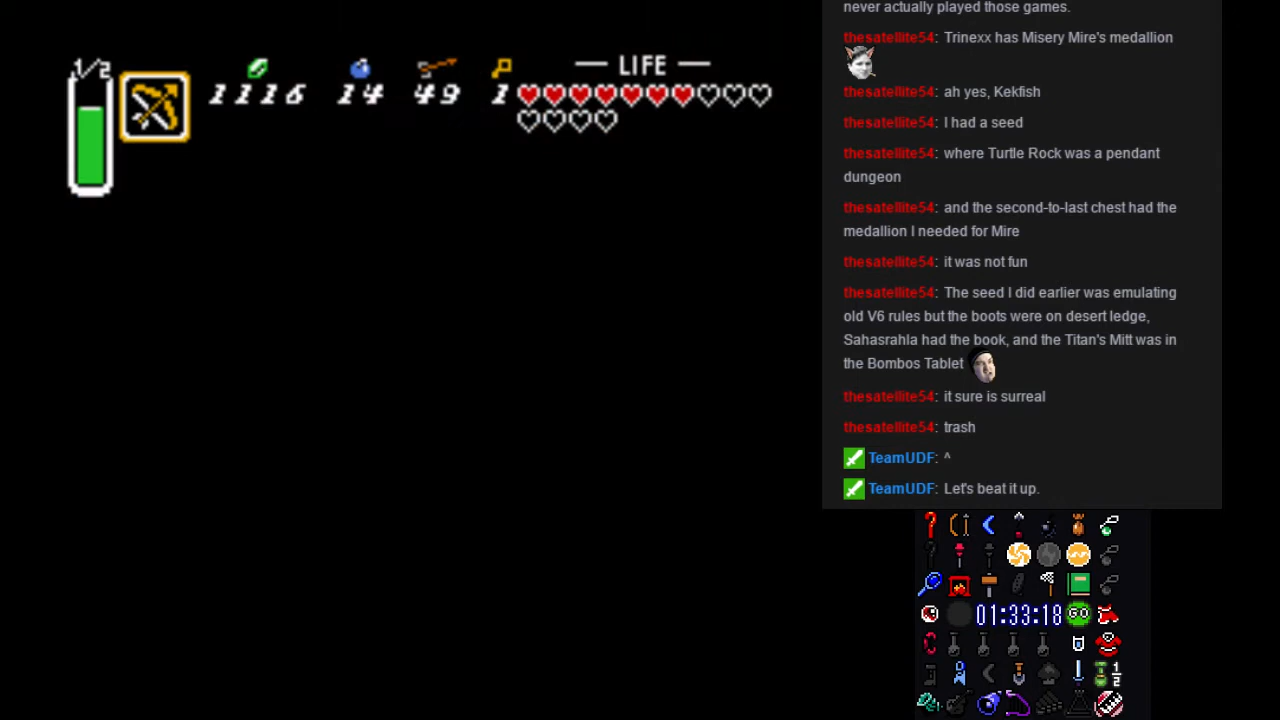 1/2
1116 14 49 1
— LIFE —
never actually played those games.
thesatellite54: Trinexx has Misery Mire's medallion
thesatellite54: ah yes, Kekfish
thesatellite54: I had a seed
thesatellite54: where Turtle Rock was a pendant
dungeon
thesatellite54: and the second-to-last chest had the
medallion I needed for Mire
thesatellite54: it was not fun
thesatellite54: The seed I did earlier was emulating
old V6 rules but the boots were on desert ledge,
Sahasrahla had the book, and the Titan's Mitt was in
the Bombos Tablet
thesatellite54: it sure is surreal
thesatellite54: trash
TeamUDF: ^
TeamUDF: Let's beat it up.
01:33:18 GO
1/2